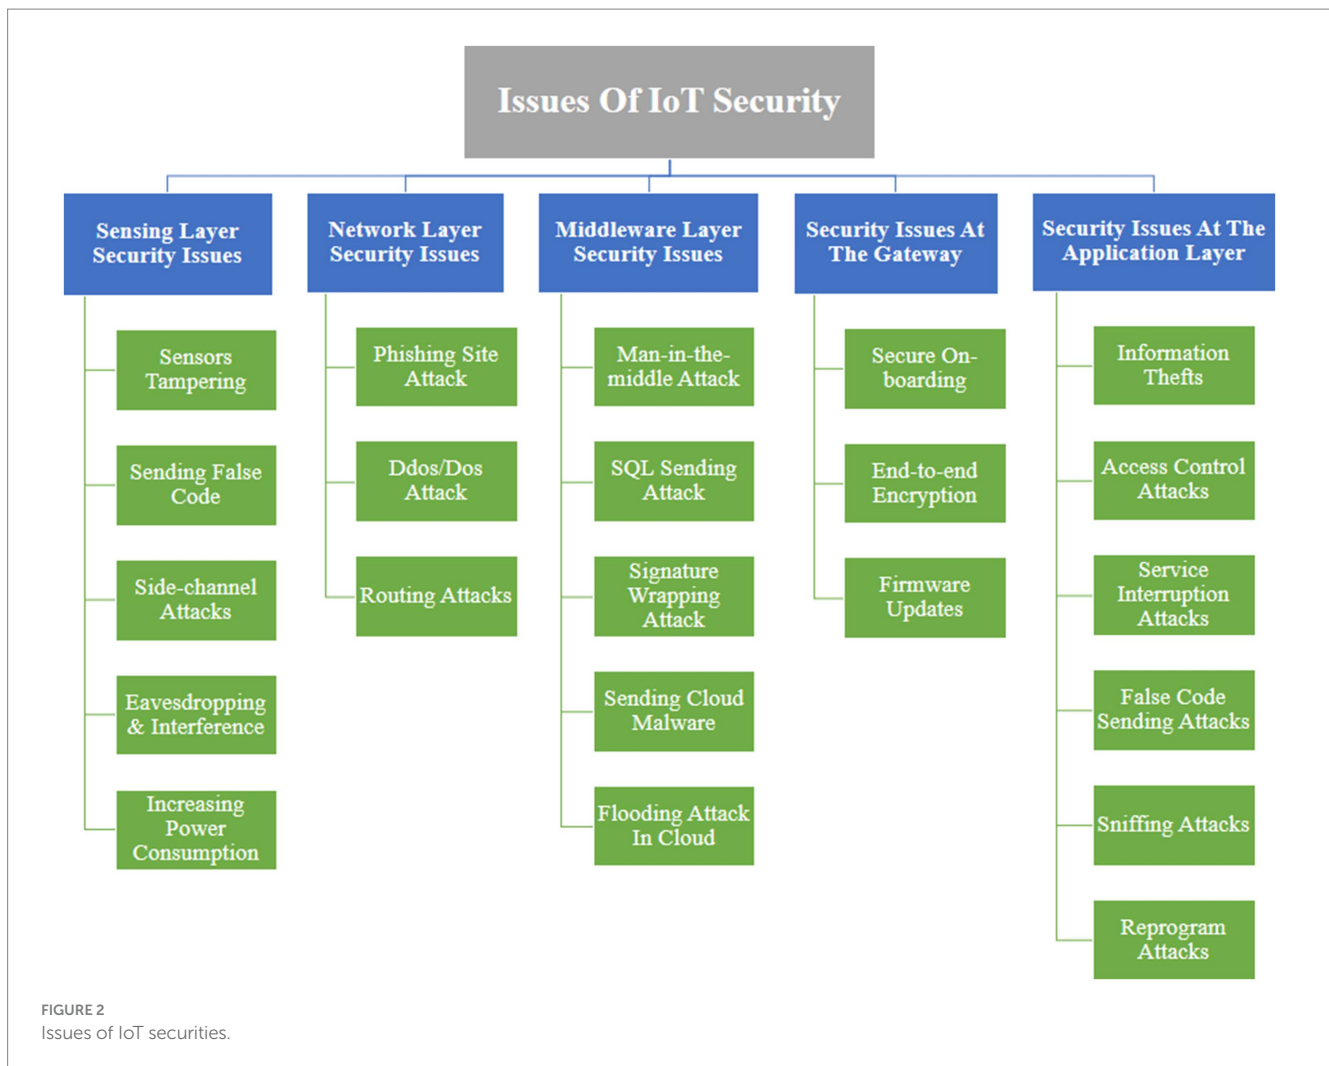 Issues Of IoT Security
Sensing Layer
Security Issues
Network Layer
Security Issues
Middleware Layer
Security Issues
Security Issues At
The Gateway
Security Issues At The
Application Layer
Sensors
Tampering
Sending False
Code
Side-channel
Attacks
Eavesdropping
& Interference
Increasing
Power
Consumption
Phishing Site
Attack
Ddos/Dos
Attack
Routing Attacks
Man-in-the-
middle Attack
SQL Sending
Attack
Signature
Wrapping
Attack
Sending Cloud
Malware
Flooding Attack
In Cloud
Secure On-
boarding
End-to-end
Encryption
Firmware
Updates
Information
Thefts
Access Control
Attacks
Service
Interruption
Attacks
False Code
Sending Attacks
Sniffing Attacks
Reprogram
Attacks
FIGURE 2
Issues of IoT securities.